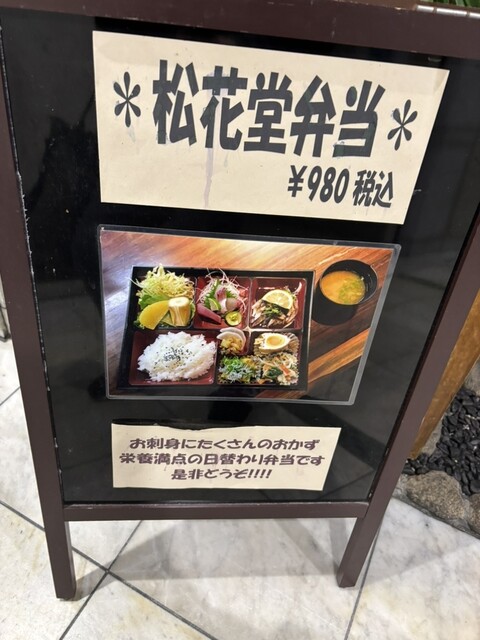 *松花堂弁当*
¥980 税込
お刺身にたくさんのおかず
栄養満点の日替わり弁当です
是非どうぞ!!!!